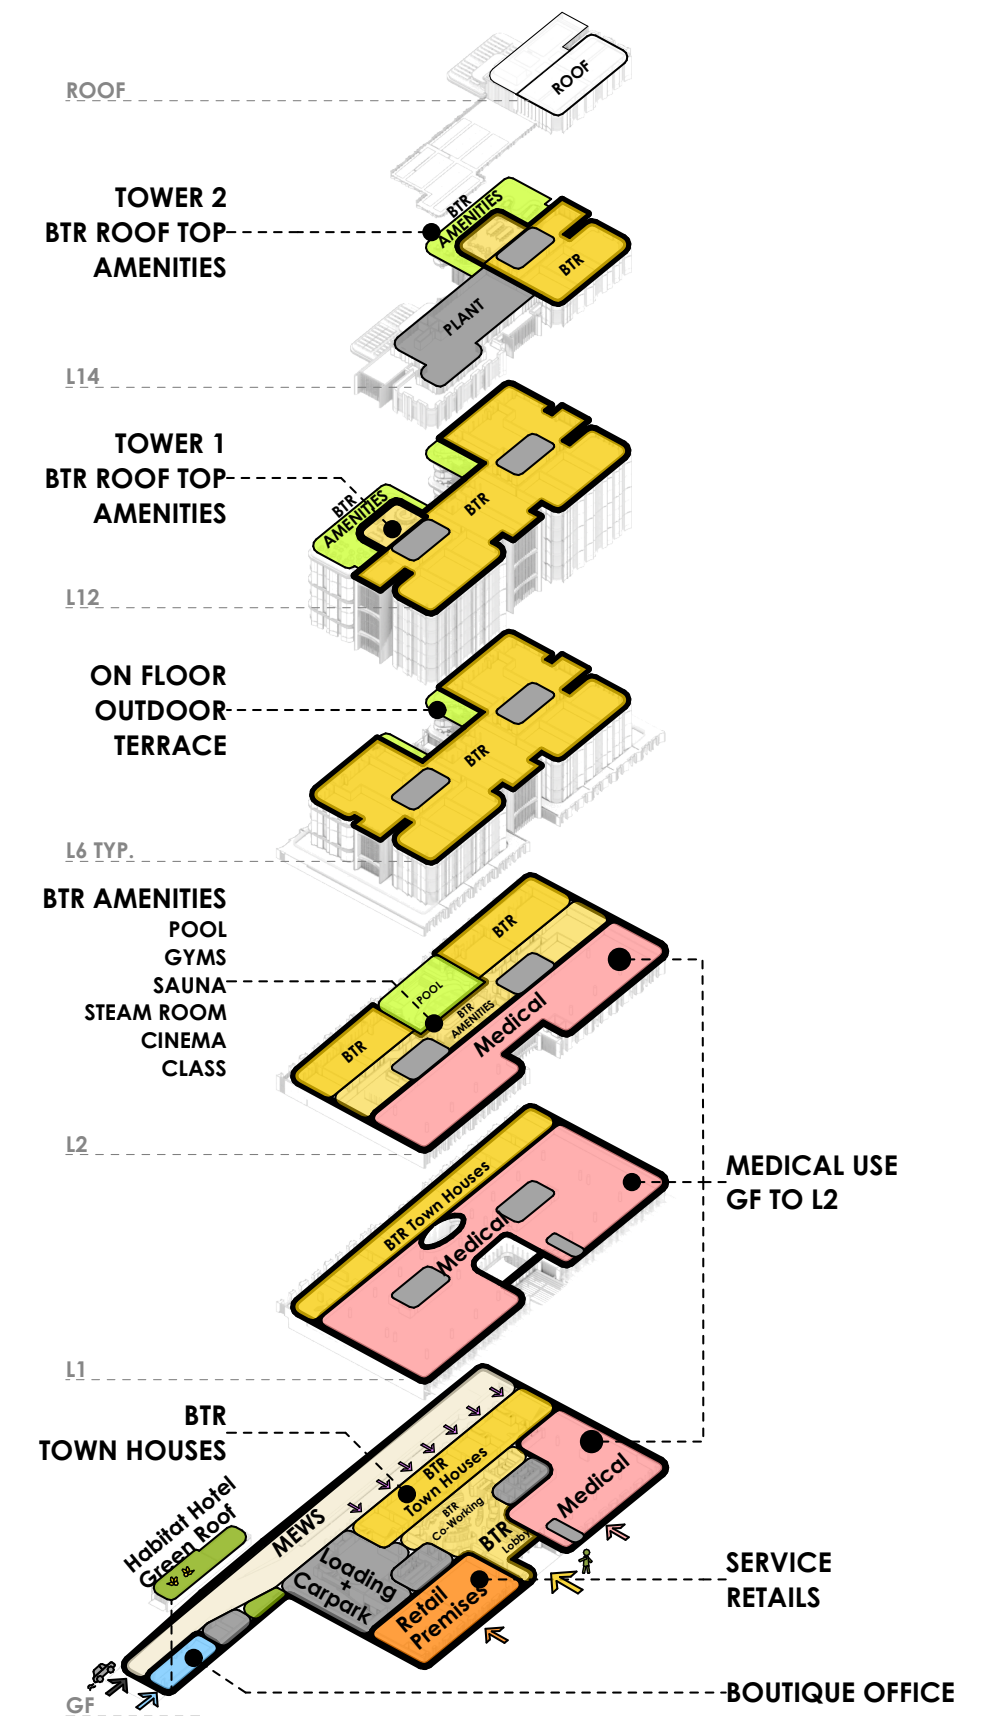 ROOF
ROOF
TOWER 2
BTR ROOF TOP
AMENITIES
BTR
AMENITIES
BTR
PLANT
L14
TOWER 1
BTR ROOF TOP
AMENITIES
BTR
AMENITIES
BTR
L12
ON FLOOR
OUTDOOR
TERRACE
BTR
L6 TYP.
BTR AMENITIES
POOL
GYMS
SAUNA
STEAM ROOM
CINEMA
CLASS
BTR
POOL
BTR
AMENITIES
BTR
Medical
L2
MEDICAL USE
GF TO L2
BTR Town Houses
Medical
L1
BTR
TOWN HOUSES
BTR
Town Houses
BTR
Co-Working
BTR
Lobby
Medical
MEWS
Habitat Hotel
Green Roof
Loading
+
Carpark
Retail
Premises
SERVICE
RETAILS
BOUTIQUE OFFICE
GF